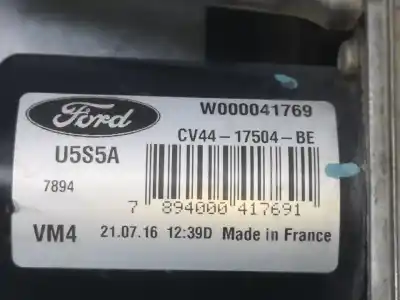 Ford
W000041769
CV44-17504-BE
U5S5A
7894
7 894000 417691
VM4 21.07.16 12:39D Made in France